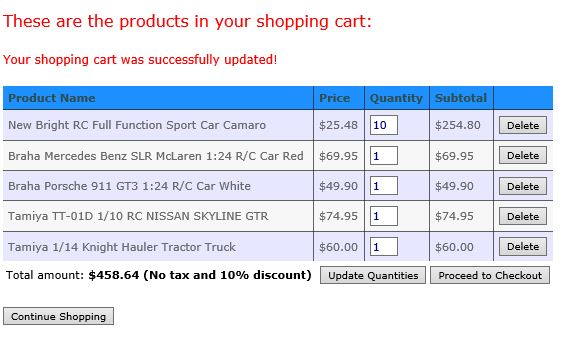 These are the products in your shopping cart:
Your shopping cart was successfully updated!
Product Name Price Quantity Subtotal
New Bright RC Full Function Sport Car Camaro $25.48 10 $254.80 Delete
Braha Mercedes Benz SLR McLaren 1:24 R/C Car Red $69.95 1 $69.95 Delete
Braha Porsche 911 GT3 1:24 R/C Car White $49.90 1 $49.90 Delete
Tamiya TT-01D 1/10 RC NISSAN SKYLINE GTR $74.95 1 $74.95 Delete
Tamiya 1/14 Knight Hauler Tractor Truck $60.00 1 $60.00 Delete
Total amount: $458.64 (No tax and 10% discount) Update Quantities Proceed to Checkout
Continue Shopping